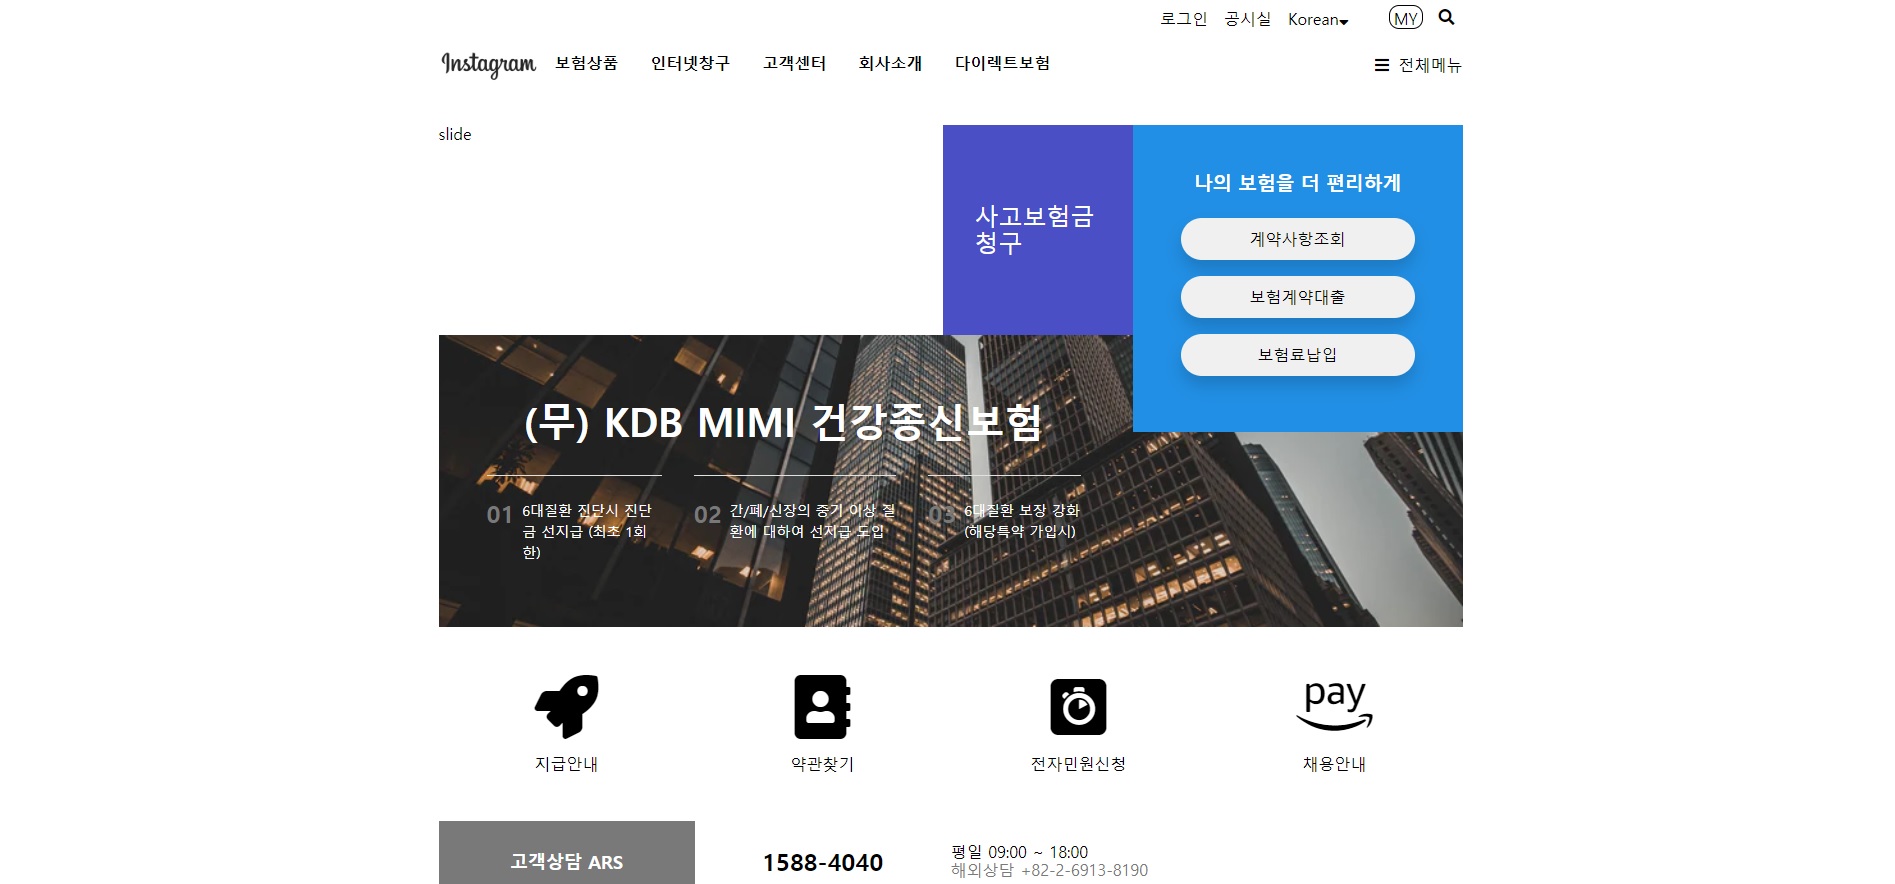 로그인 공시실 Korean MY
Instagram 보험상품 인터넷창구 고객센터 회사소개 다이렉트보험 전체메뉴
slide
사고보험금
청구
나의 보험을 더 편리하게
계약사항조회
보험계약대출
보험료납입
(무) KDB MIMI 건강종신보험
01 6대질환 진단시 진단
금 선지급 (최초 1회
한)
02 간/폐/신장의 중기 이상 질
환에 대하여 선지급 도입
03 6대질환 보장 강화
(해당특약 가입시)
지급안내
약관찾기
전자민원신청
pay
채용안내
고객상담 ARS
1588-4040
평일 09:00 ~ 18:00
해외상담 +82-2-6913-8190